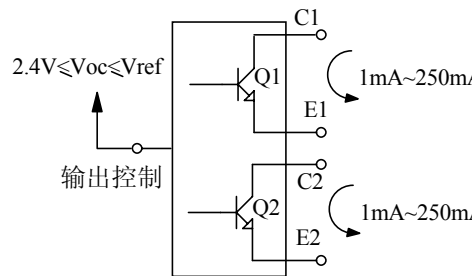 C1
2.4V≤Voc≤Vref
Q1
1mA~250mA
E1
输出控制
C2
Q2
1mA~250mA
E2